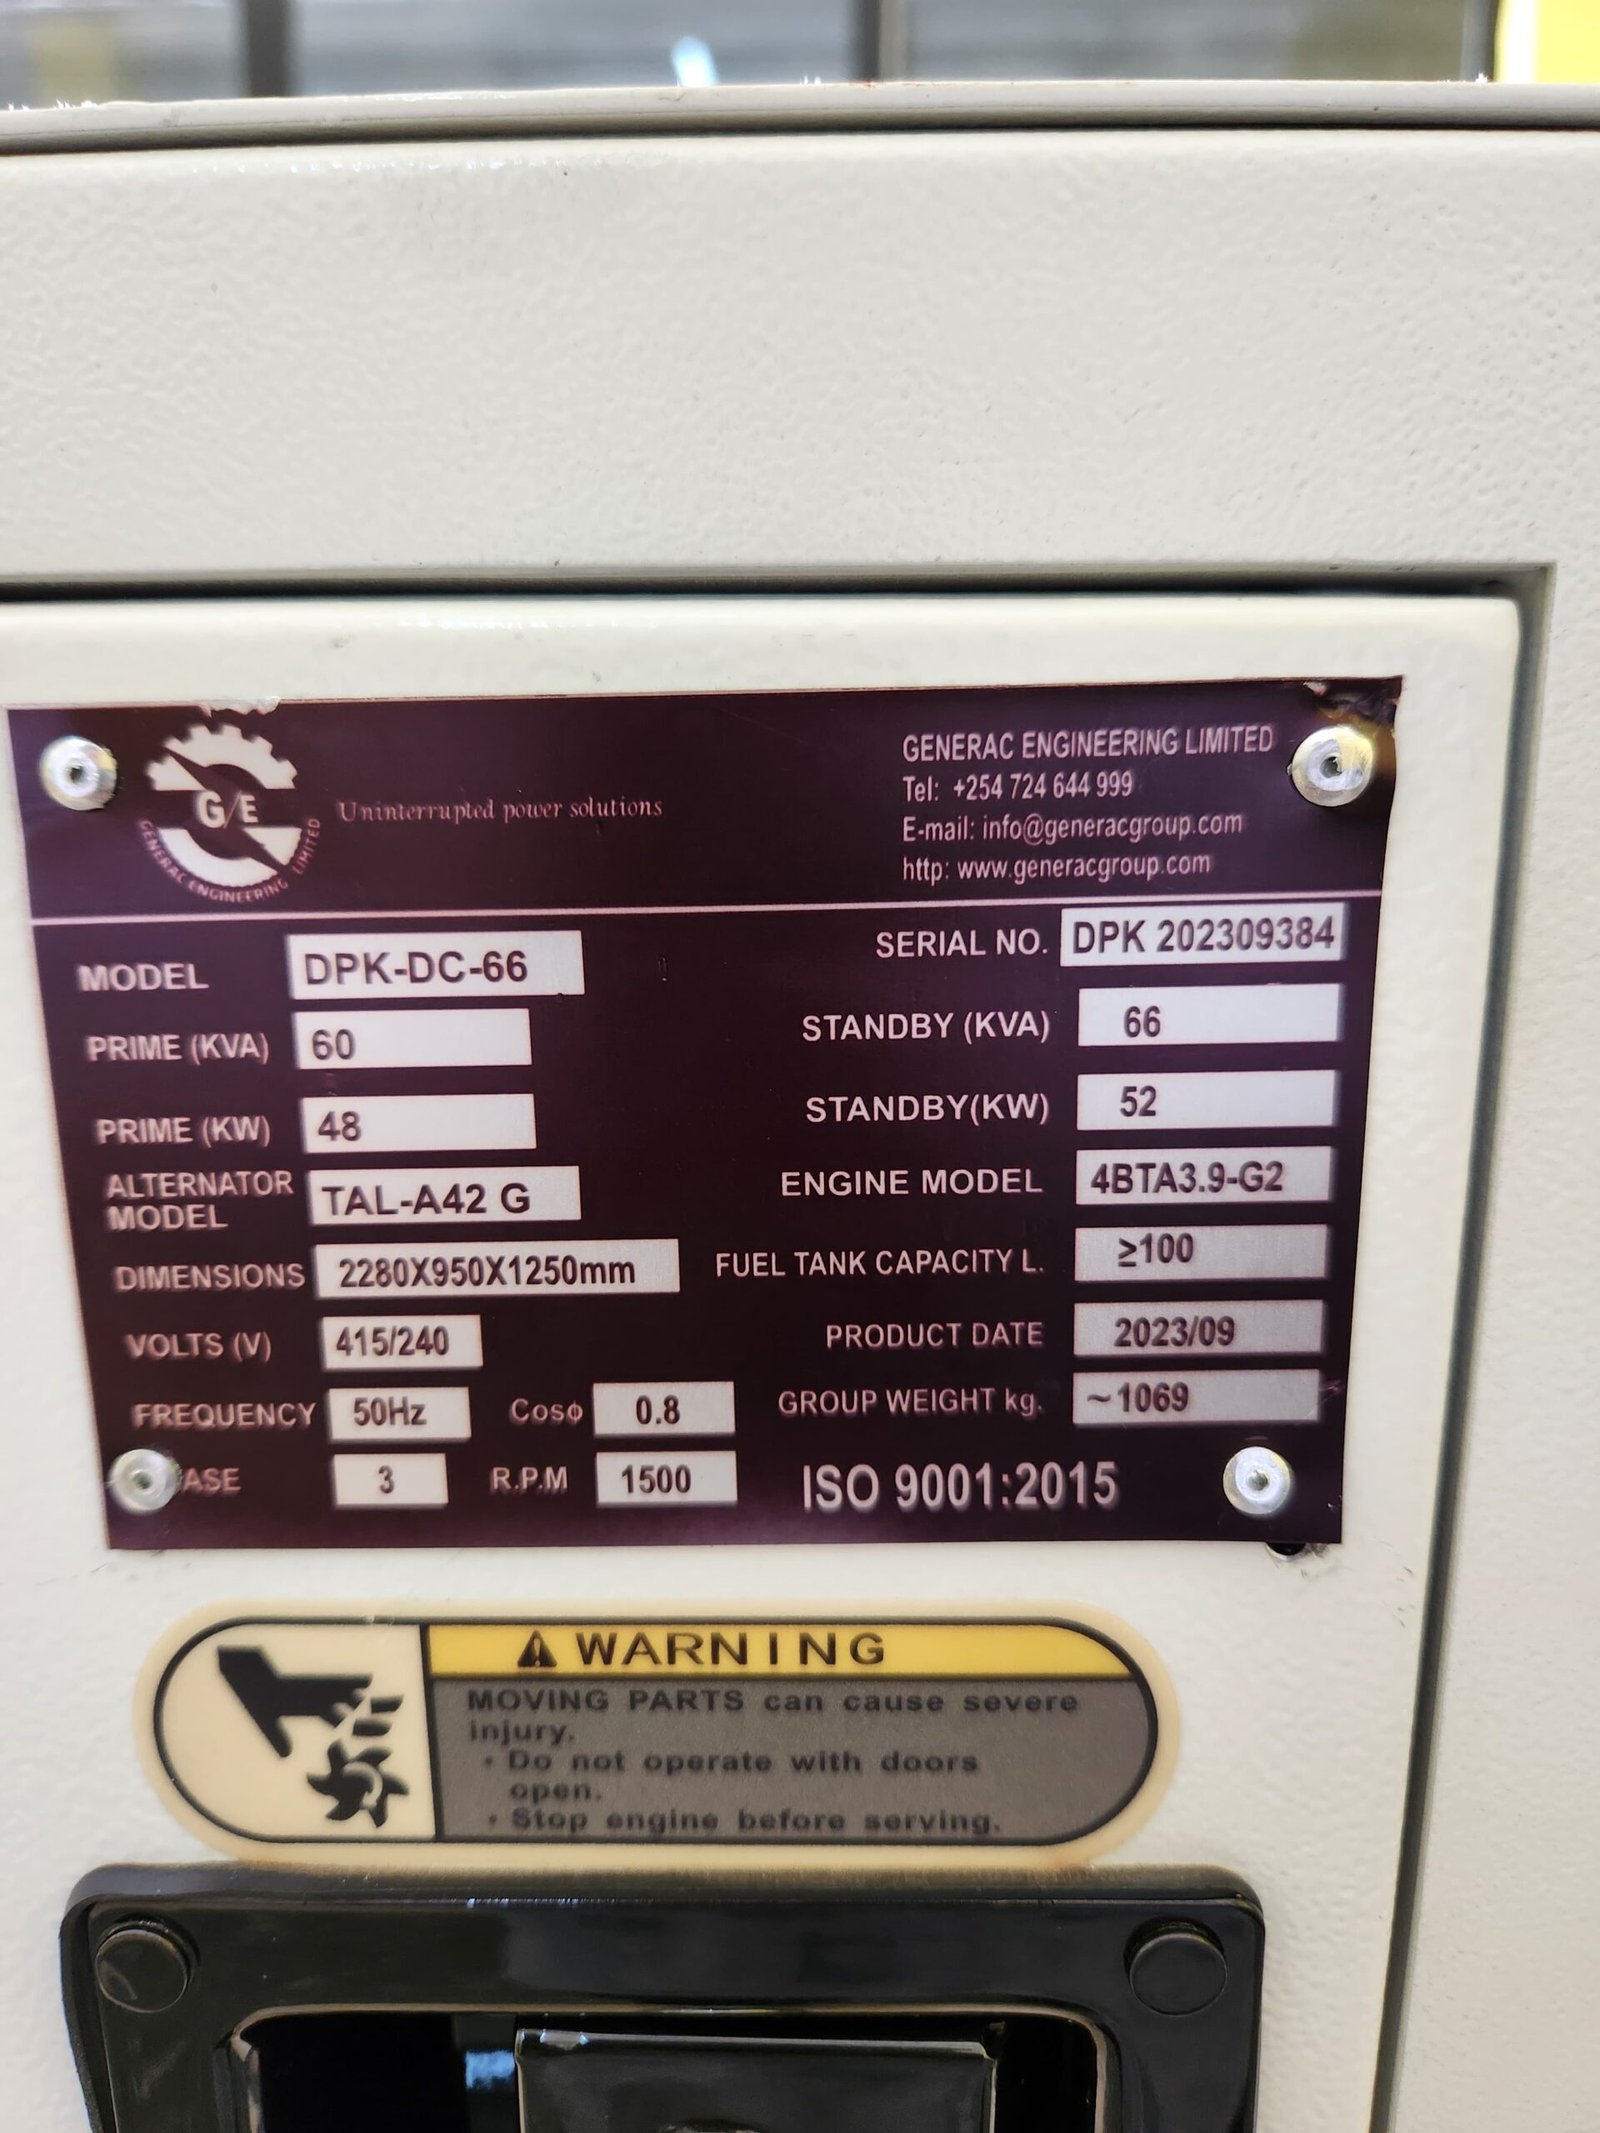 G/E
GENERAC ENGINEERING LIMITED
Uninterrupted power solutions
GENERAC ENGINEERING LIMITED
Tel: +254 724 644 999
E-mail: info@generacgroup.com
http: www.generacgroup.com
MODEL DPK-DC-66 SERIAL NO. DPK 202309384
PRIME (KVA) 60 STANDBY (KVA) 66
PRIME (KW) 48 STANDBY(KW) 52
ALTERNATOR
MODEL TAL-A42 G ENGINE MODEL 4BTA3.9-G2
DIMENSIONS 2280X950X1250mm FUEL TANK CAPACITY L. ≥100
VOLTS (V) 415/240 PRODUCT DATE 2023/09
FREQUENCY 50Hz Cosϕ 0.8 GROUP WEIGHT kg. ~1069
ASE 3 R.P.M 1500 ISO 9001:2015
WARNING
MOVING PARTS can cause severe
injury.
· Do not operate with doors
open.
· Stop engine before serving.